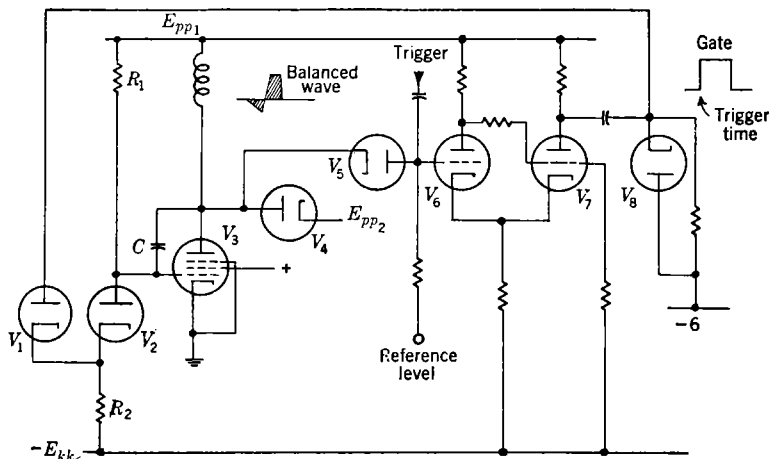 Epp1
Gate
R1
Balanced
wave
Trigger
Trigger
time
V5
V6
V7
V8
Epp2
V3
V4
C
+
V1
V2
-6
Reference
level
R2
-Ekk